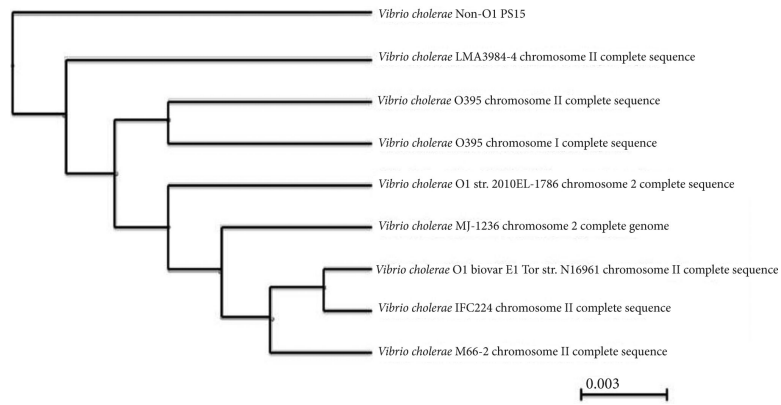 Vibrio cholerae Non-O1 PS15
Vibrio cholerae LMA3984-4 chromosome II complete sequence
Vibrio cholerae O395 chromosome II complete sequence
Vibrio cholerae O395 chromosome I complete sequence
Vibrio cholerae O1 str. 2010EL-1786 chromosome 2 complete sequence
Vibrio cholerae MJ-1236 chromosome 2 complete genome
Vibrio cholerae O1 biovar E1 Tor str. N16961 chromosome II complete sequence
Vibrio cholerae IFC224 chromosome II complete sequence
Vibrio cholerae M66-2 chromosome II complete sequence
0.003